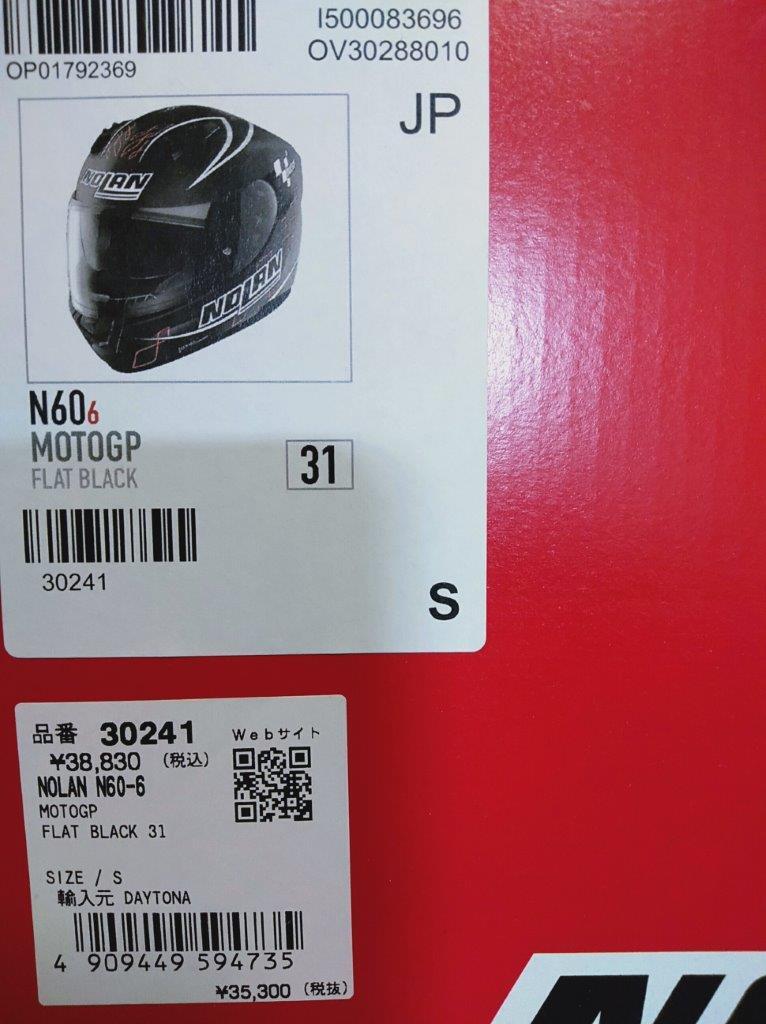 I500083696
OP01792369
OV30288010
JP
NOLAN
NOLAN
N606
MOTOGP
FLAT BLACK
31
30241
S
品番 30241
Webサイト
¥38,830 (税込)
NOLAN N60-6
MOTOGP
FLAT BLACK 31
SIZE / S
輸入元 DAYTONA
4 909449 594735
¥35,300 (税抜)